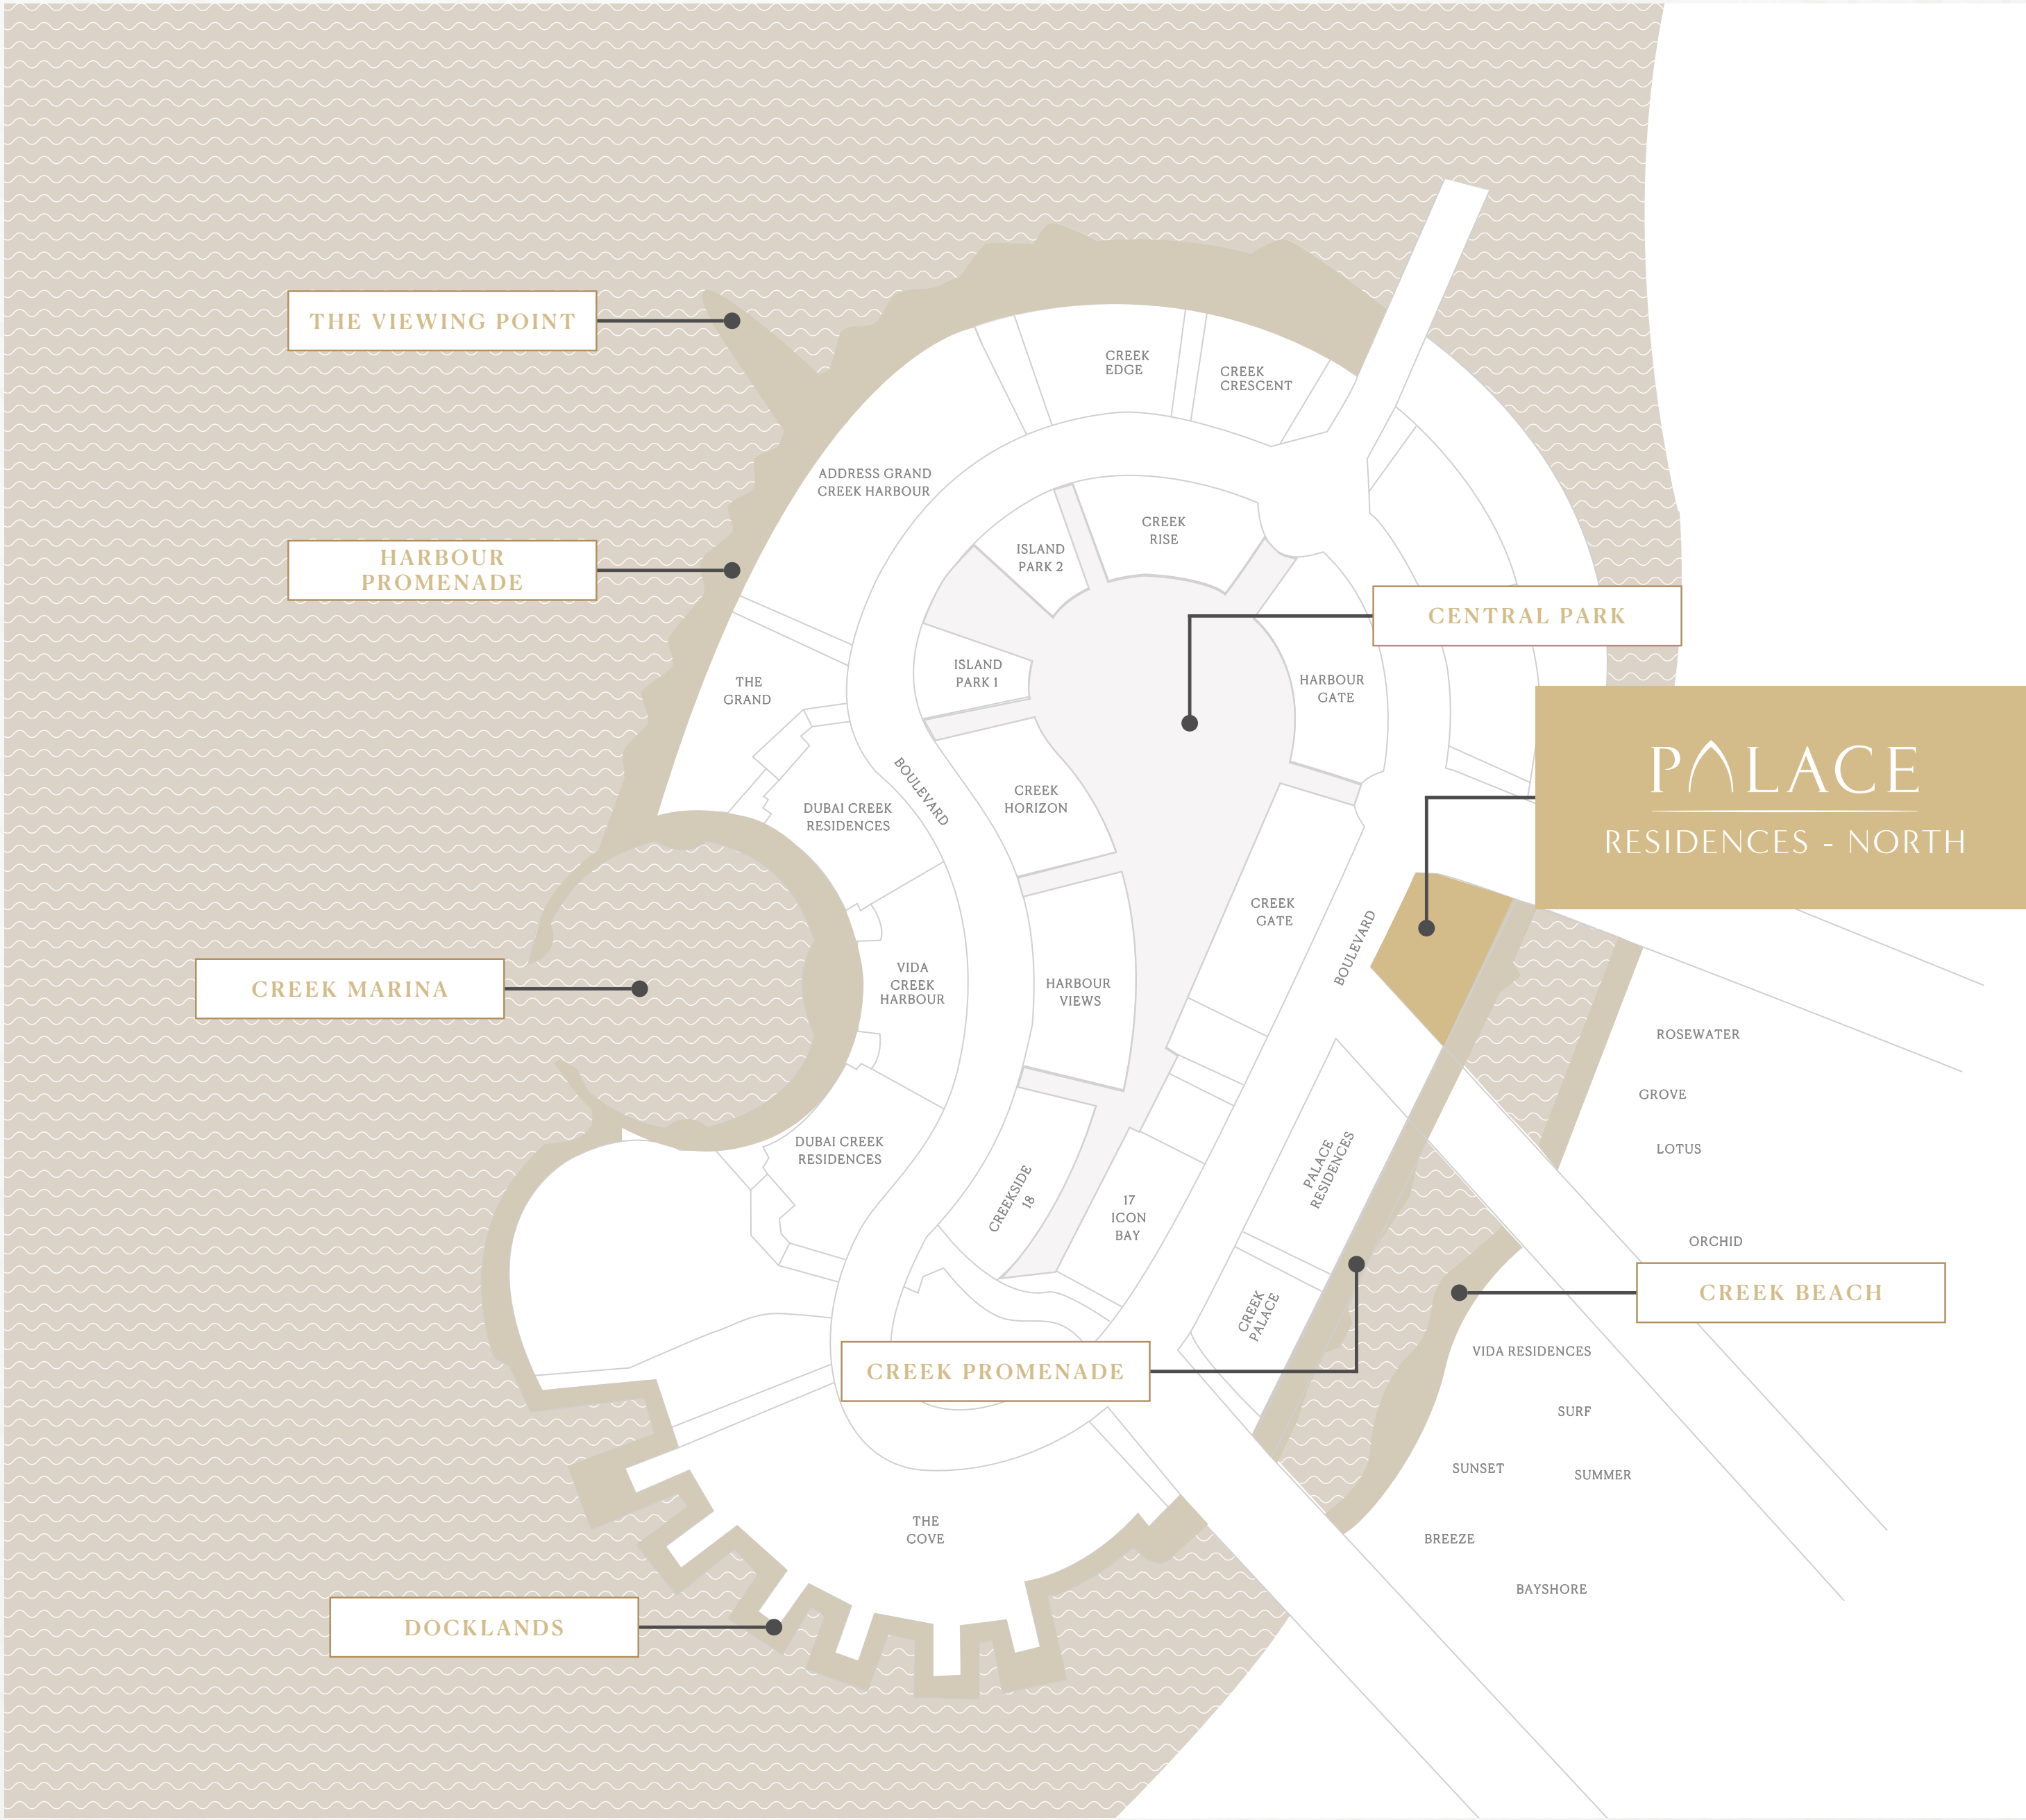 THE VIEWING POINT
CREEK
EDGE
CREEK
CRESCENT
ADDRESS GRAND
CREEK HARBOUR
CREEK
RISE
ISLAND
PARK 2
HARBOUR
PROMENADE
CENTRAL PARK
ISLAND
PARK 1
THE
GRAND
HARBOUR
GATE
PALACE
RESIDENCES - NORTH
BOULEVARD
CREEK
HORIZON
DUBAI CREEK
RESIDENCES
CREEK
GATE
BOULEVARD
VIDA
CREEK
HARBOUR
HARBOUR
VIEWS
CREEK MARINA
ROSEWATER
GROVE
LOTUS
DUBAI CREEK
RESIDENCES
PALACE
RESIDENCES
CREEKSIDE
18
17
ICON
BAY
ORCHID
CREEK BEACH
CREEK
PALACE
VIDA RESIDENCES
CREEK PROMENADE
SURF
SUNSET
SUMMER
THE
COVE
BREEZE
BAYSHORE
DOCKLANDS